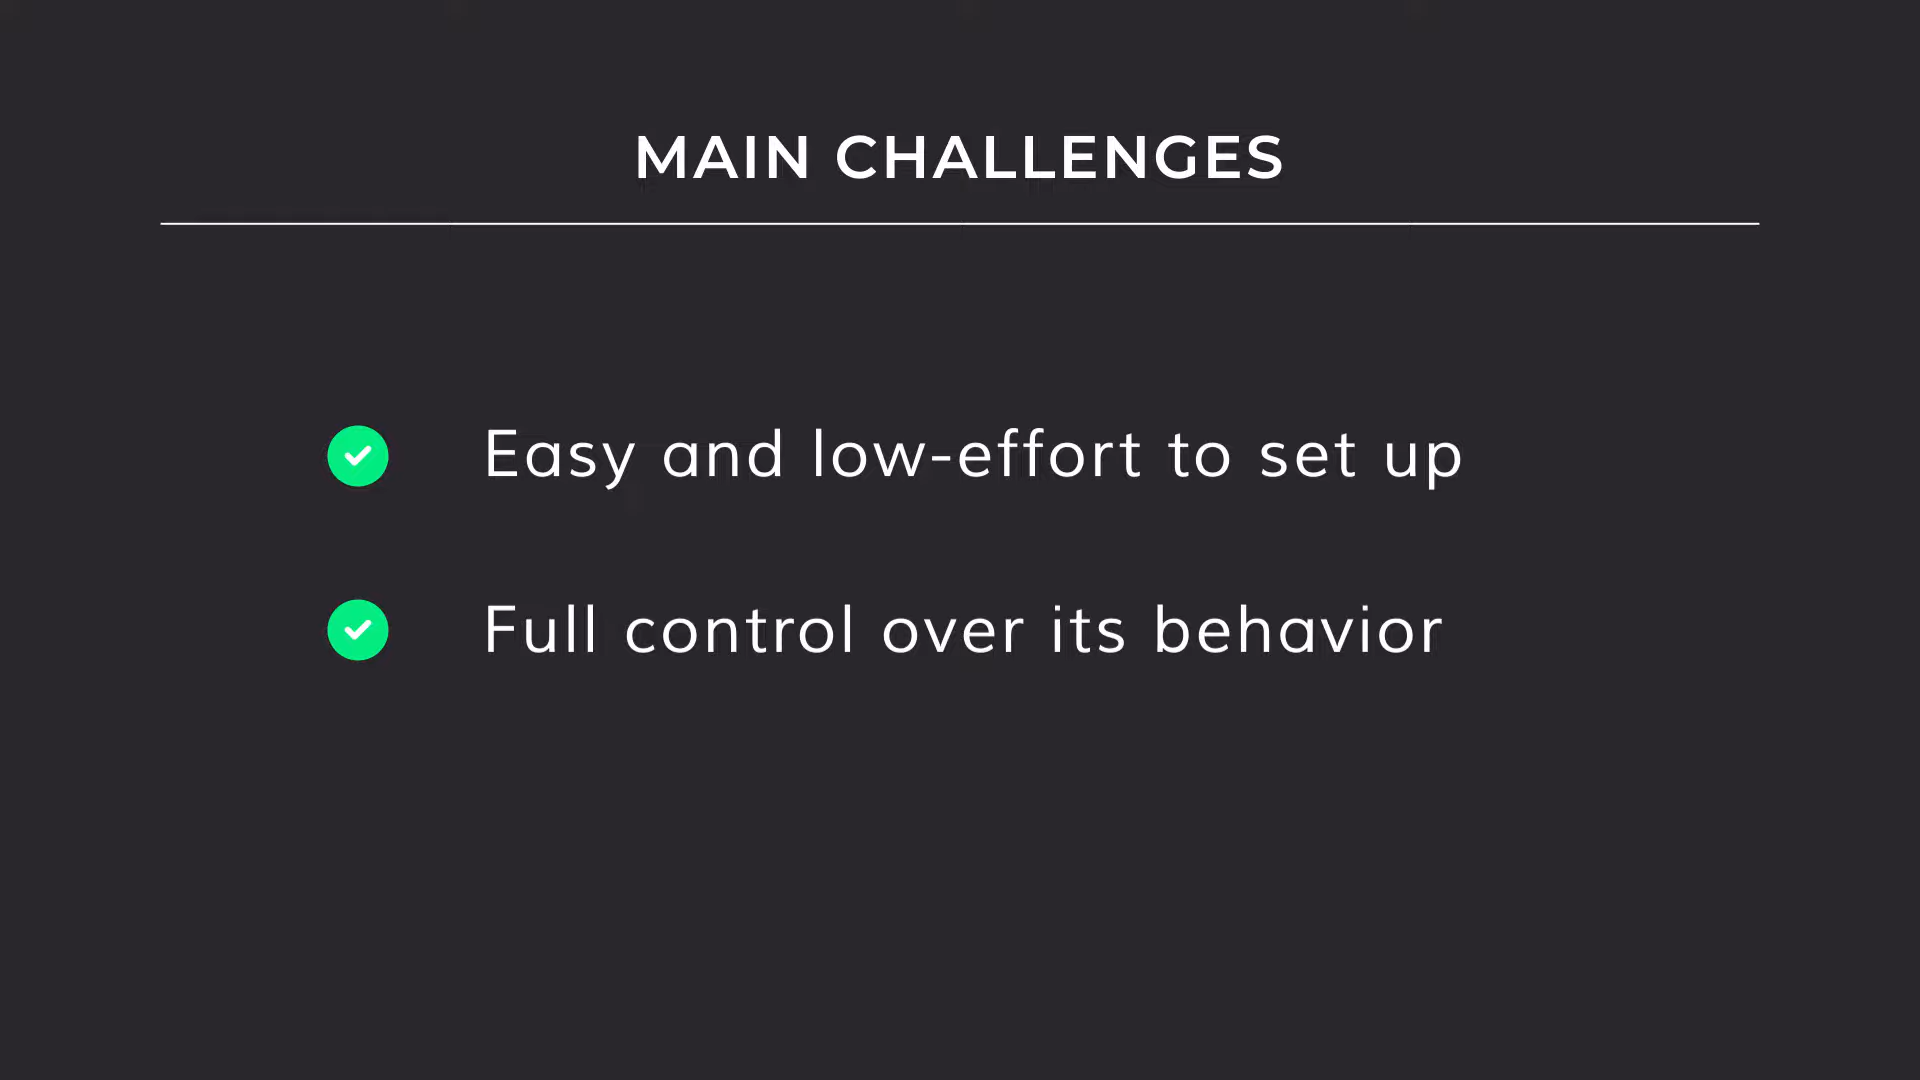 MAIN CHALLENGES
Easy and low-effort to set up
Full control over its behavior